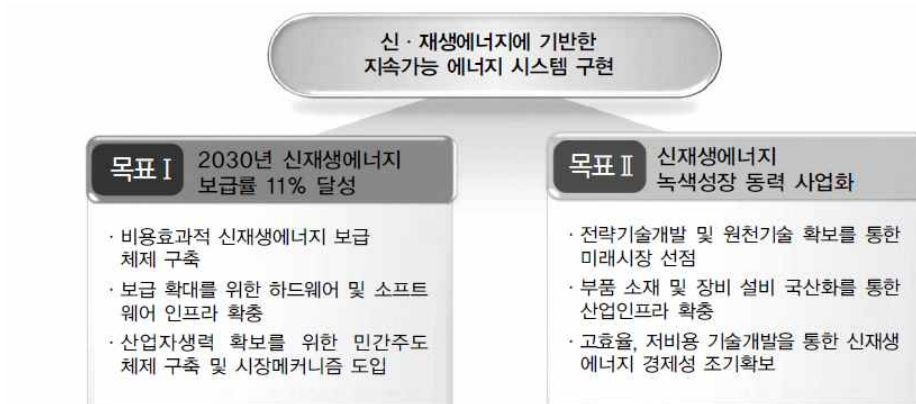 신 · 재생에너지에 기반한
지속가능 에너지 시스템 구현
목표 Ⅰ
2030년 신재생에너지
보급률 11% 달성
· 비용효과적 신재생에너지 보급
체제 구축
· 보급 확대를 위한 하드웨어 및 소프트
웨어 인프라 확충
· 산업자생력 확보를 위한 민간주도
체제 구축 및 시장메커니즘 도입
목표 Ⅱ
신재생에너지
녹색성장 동력 사업화
· 전략기술개발 및 원천기술 확보를 통한
미래시장 선점
· 부품 소재 및 장비 설비 국산화를 통한
산업인프라 확충
· 고효율, 저비용 기술개발을 통한 신재생
에너지 경제성 조기확보